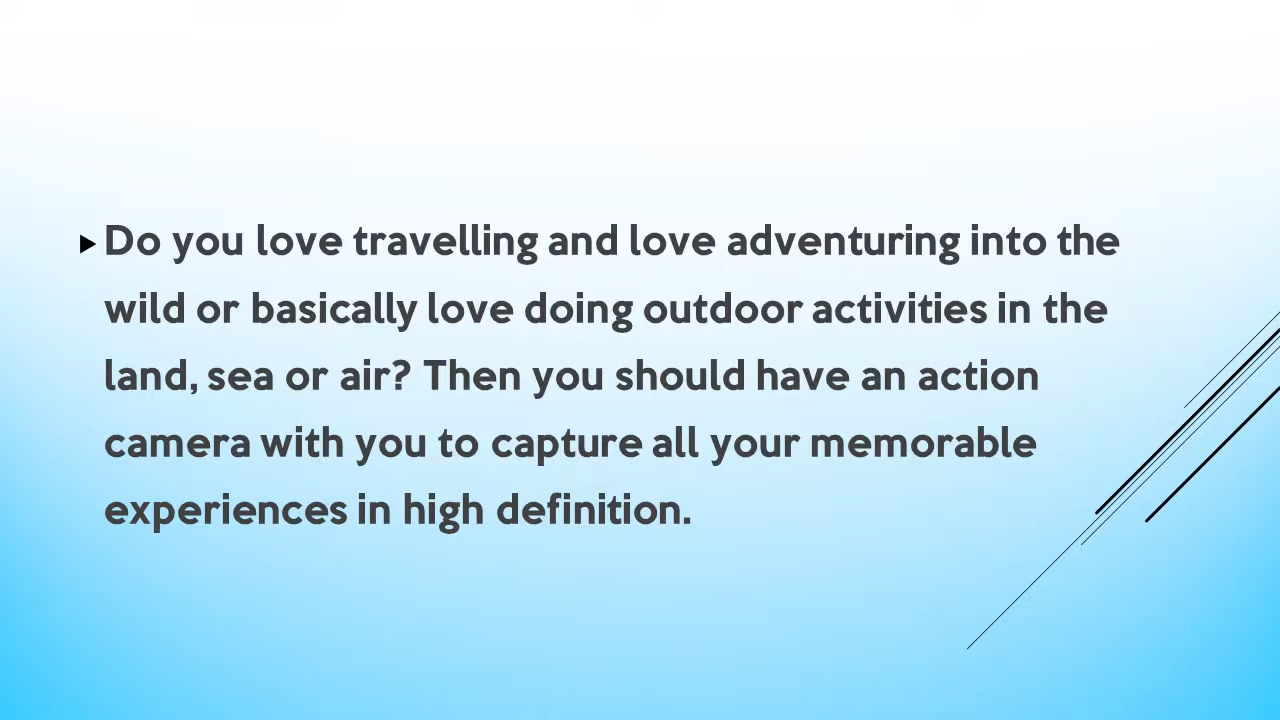 Do you love travelling and love adventuring into the
wild or basically love doing outdoor activities in the
land, sea or air? Then you should have an action
camera with you to capture all your memorable
experiences in high definition.